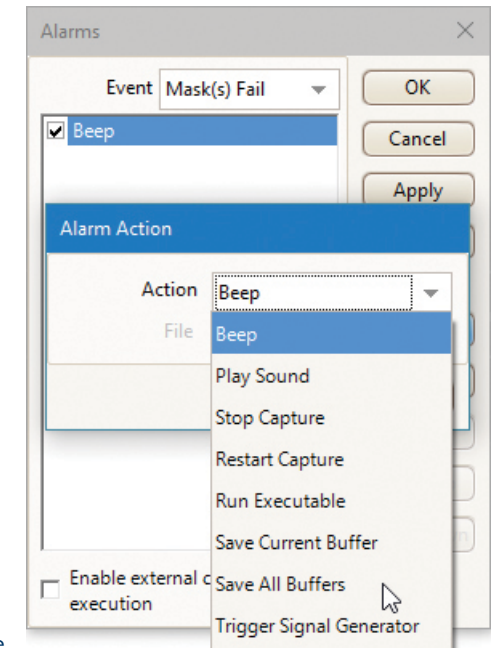 Alarms
Event Mask(s) Fail
OK
Beep
Cancel
Apply
Alarm Action
Action Beep
File
Beep
Play Sound
Stop Capture
Restart Capture
Run Executable
Save Current Buffer
Save All Buffers
Trigger Signal Generator
Enable external
execution